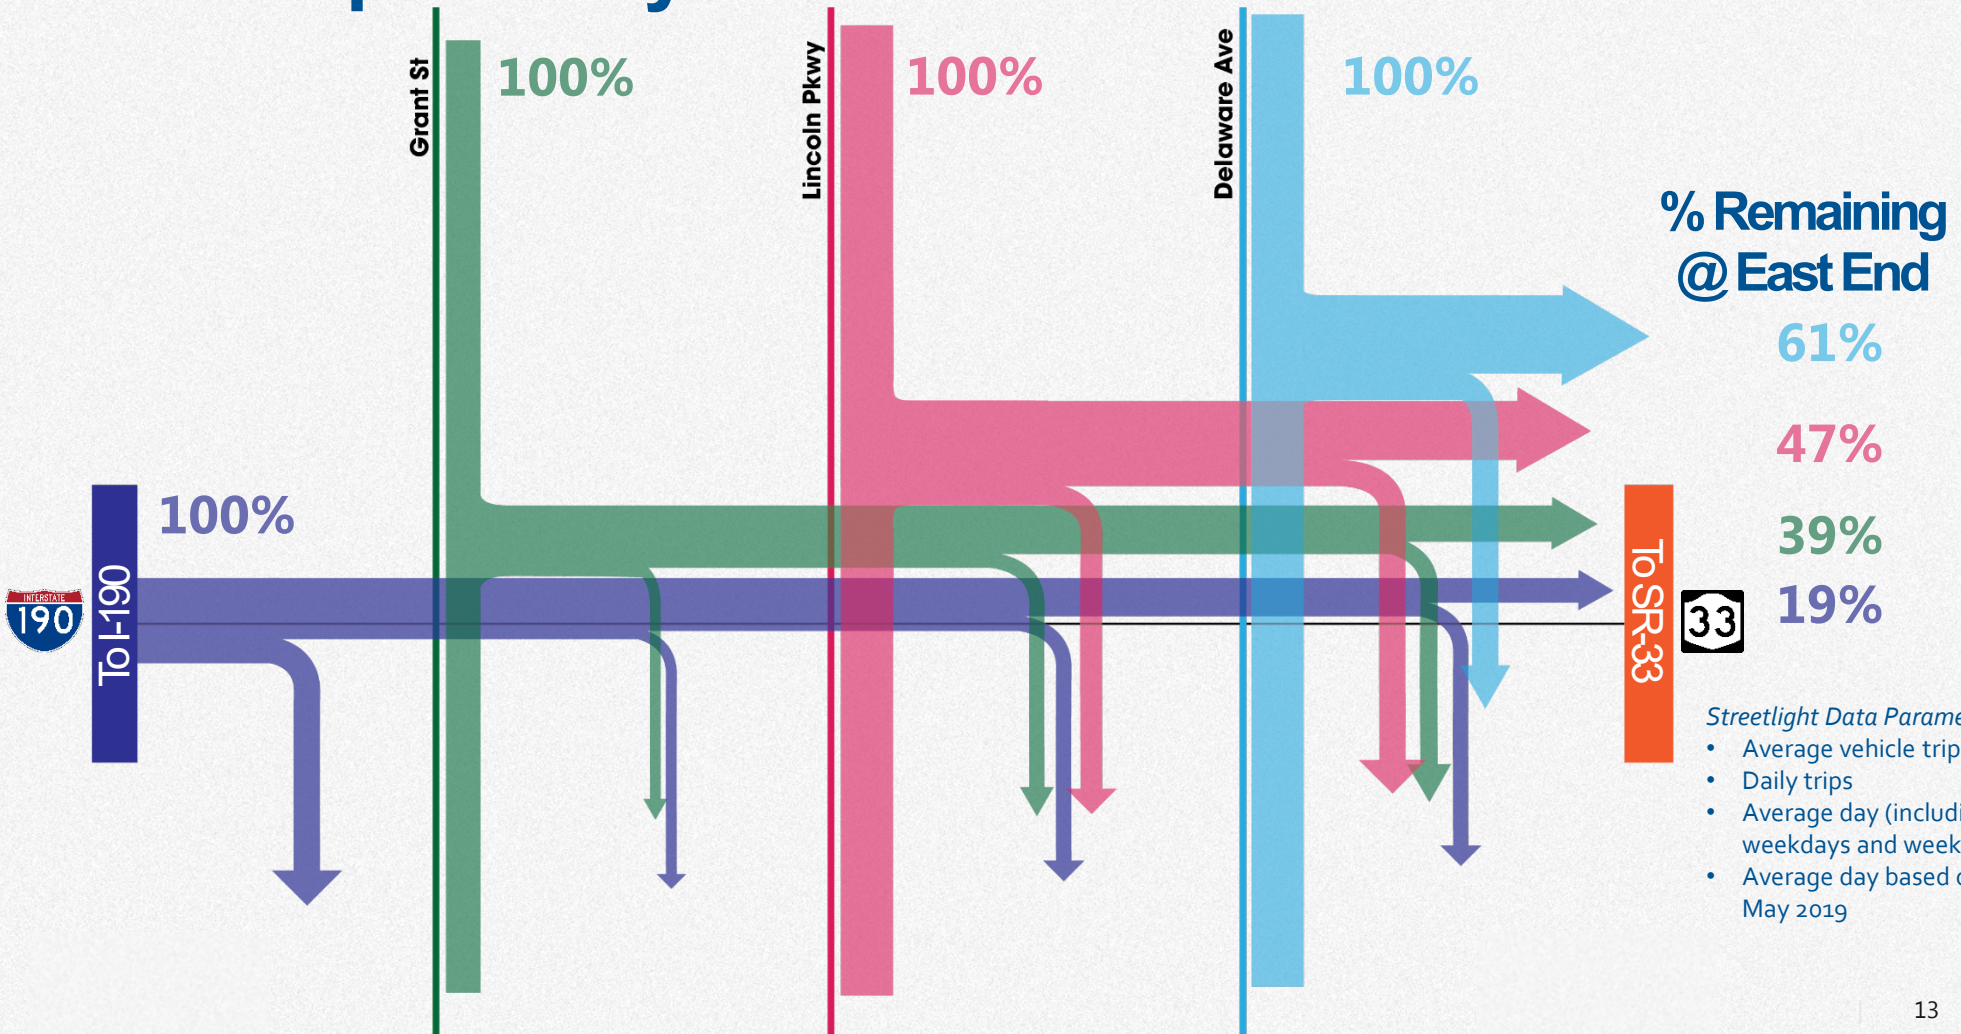 Grant St
100%
Lincoln Pkwy
100%
Delaware Ave
100%
% Remaining
@ East End
61%
47%
39%
19%
100%
INTERSTATE
190
To I-190
To SR-33
33
Streetlight Data
• Average vehicle
• Daily trips
• Average day
weekdays and
• Average day based
May 2019
13